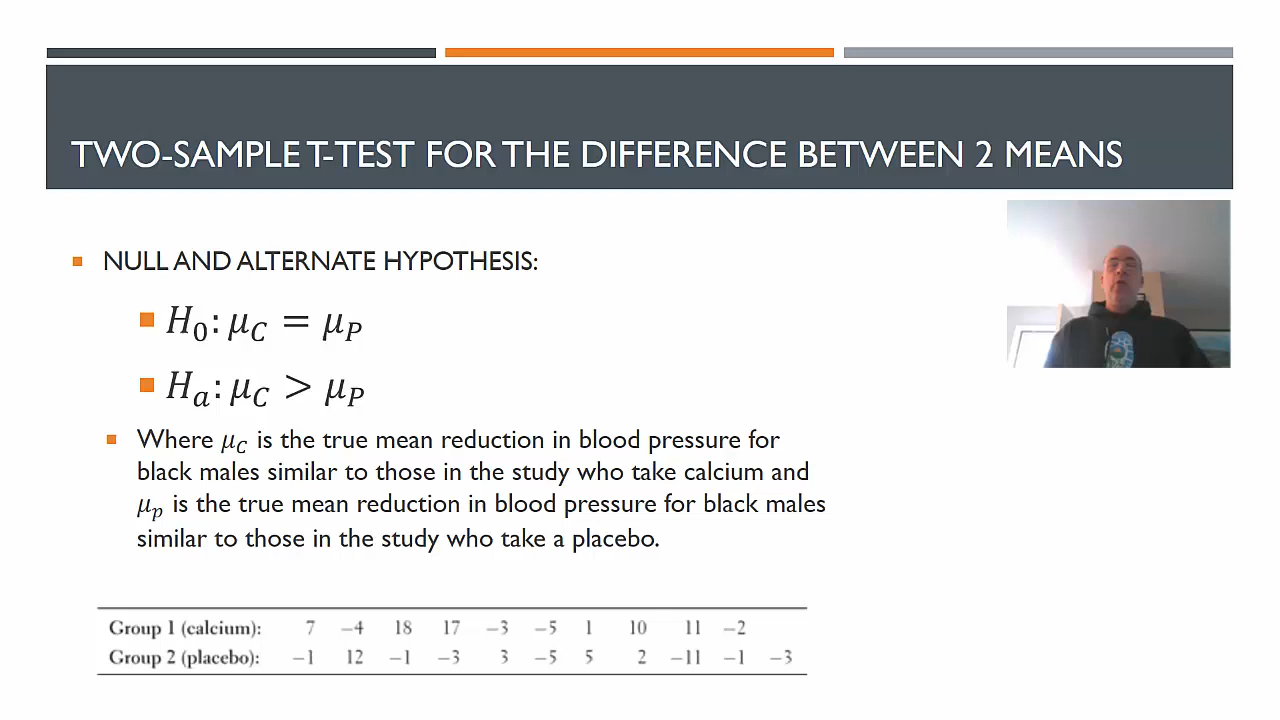 TWO-SAMPLE T-TEST FOR THE DIFFERENCE BETWEEN 2 MEANS
NULL AND ALTERNATE HYPOTHESIS:
H₀: μ_C = μ_P
Hₐ: μ_C > μ_P
Where μ_C is the true mean reduction in blood pressure for
black males similar to those in the study who take calcium and
μ_p is the true mean reduction in blood pressure for black males
similar to those in the study who take a placebo.
Group 1 (calcium): 7 −4 18 17 −3 −5 1 10 11 −2
Group 2 (placebo): −1 12 −1 −3 3 −5 5 2 −11 −1 −3